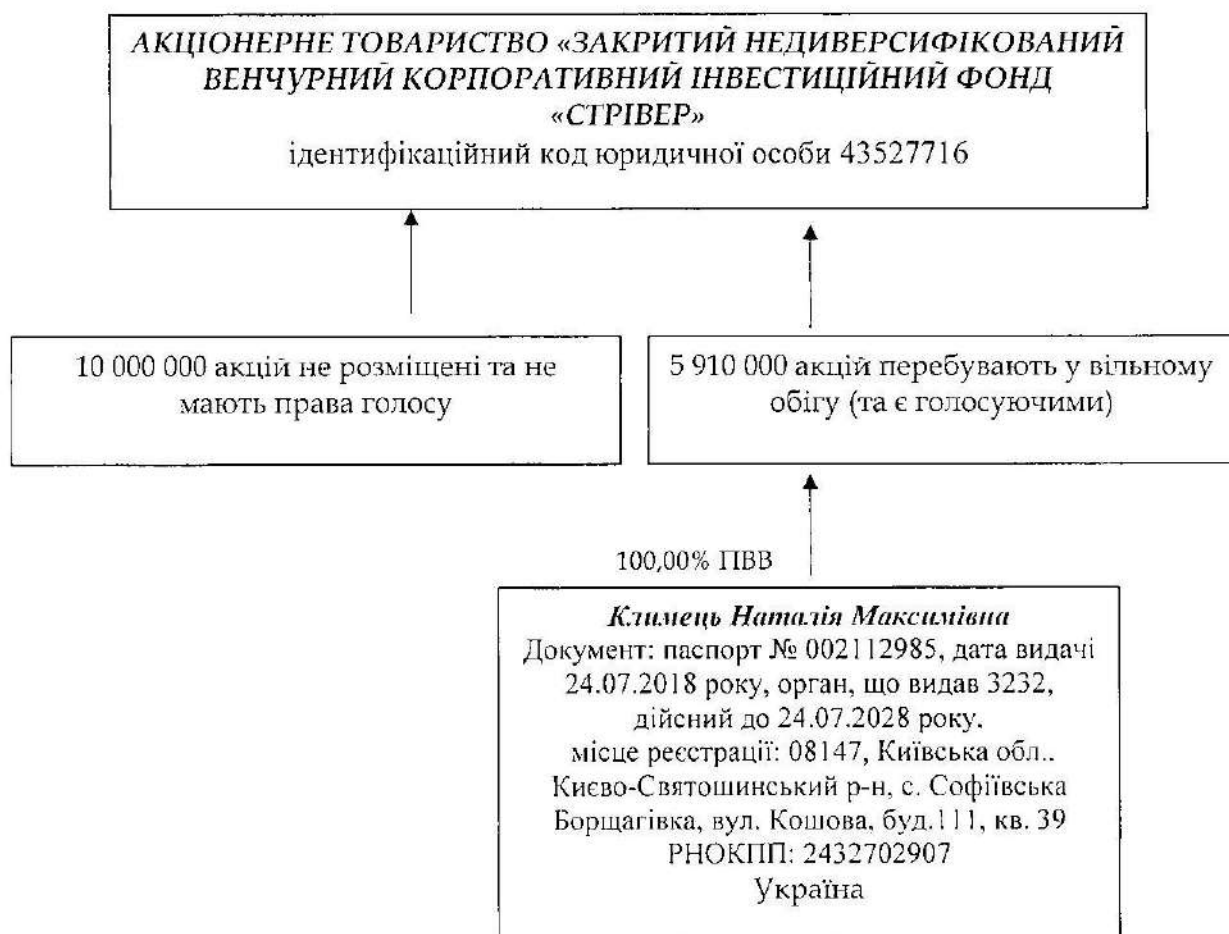 АКЦІОНЕРНЕ ТОВАРИСТВО «ЗАКРИТИЙ НЕДИВЕРСИФІКОВАНИЙ
ВЕНЧУРНИЙ КОРПОРАТИВНИЙ ІНВЕСТИЦІЙНИЙ ФОНД
«СТРІВЕР»
ідентифікаційний код юридичної особи 43527716
10 000 000 акцій не розміщені та не
мають права голосу
5 910 000 акцій перебувають у вільному
обігу (та є голосуючими)
100,00% ПВВ
Климець Наталія Максимівна
Документ: паспорт № 002112985, дата видачі
24.07.2018 року, орган, що видав 3232,
дійсний до 24.07.2028 року.
місце реєстрації: 08147, Київська обл..
Києво-Святошинський р-н, с. Софіївська
Борщагівка, вул. Кошова, буд.111, кв. 39
РНОКПП: 2432702907
Україна